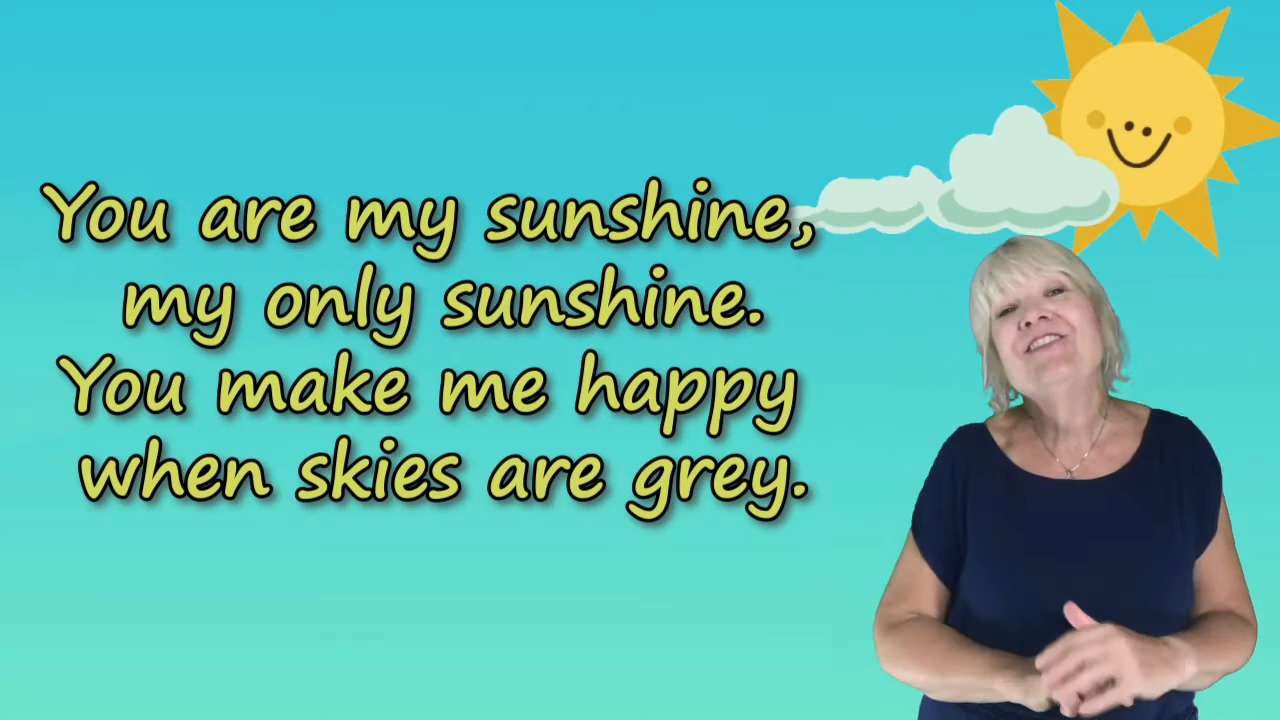 You are my sunshine,
my only sunshine.
You make me happy
when skies are grey.